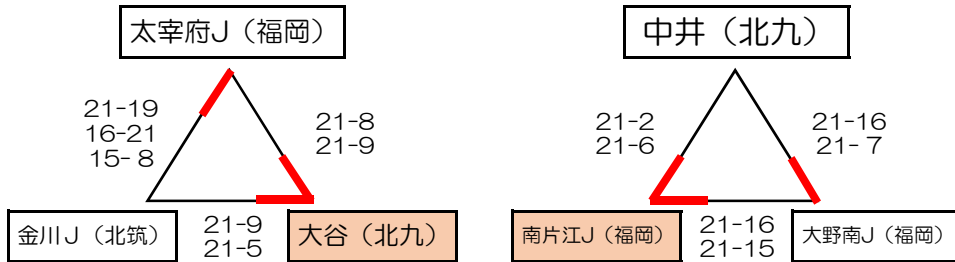 太宰府J（福岡）
21-19
16-21
15- 8
21-8
21-9
金川J（北筑）
21-9
21-5
大谷（北九）
中井（北九）
21-2
21-6
21-16
21- 7
南片江J（福岡）
21-16
21-15
大野南J（福岡）